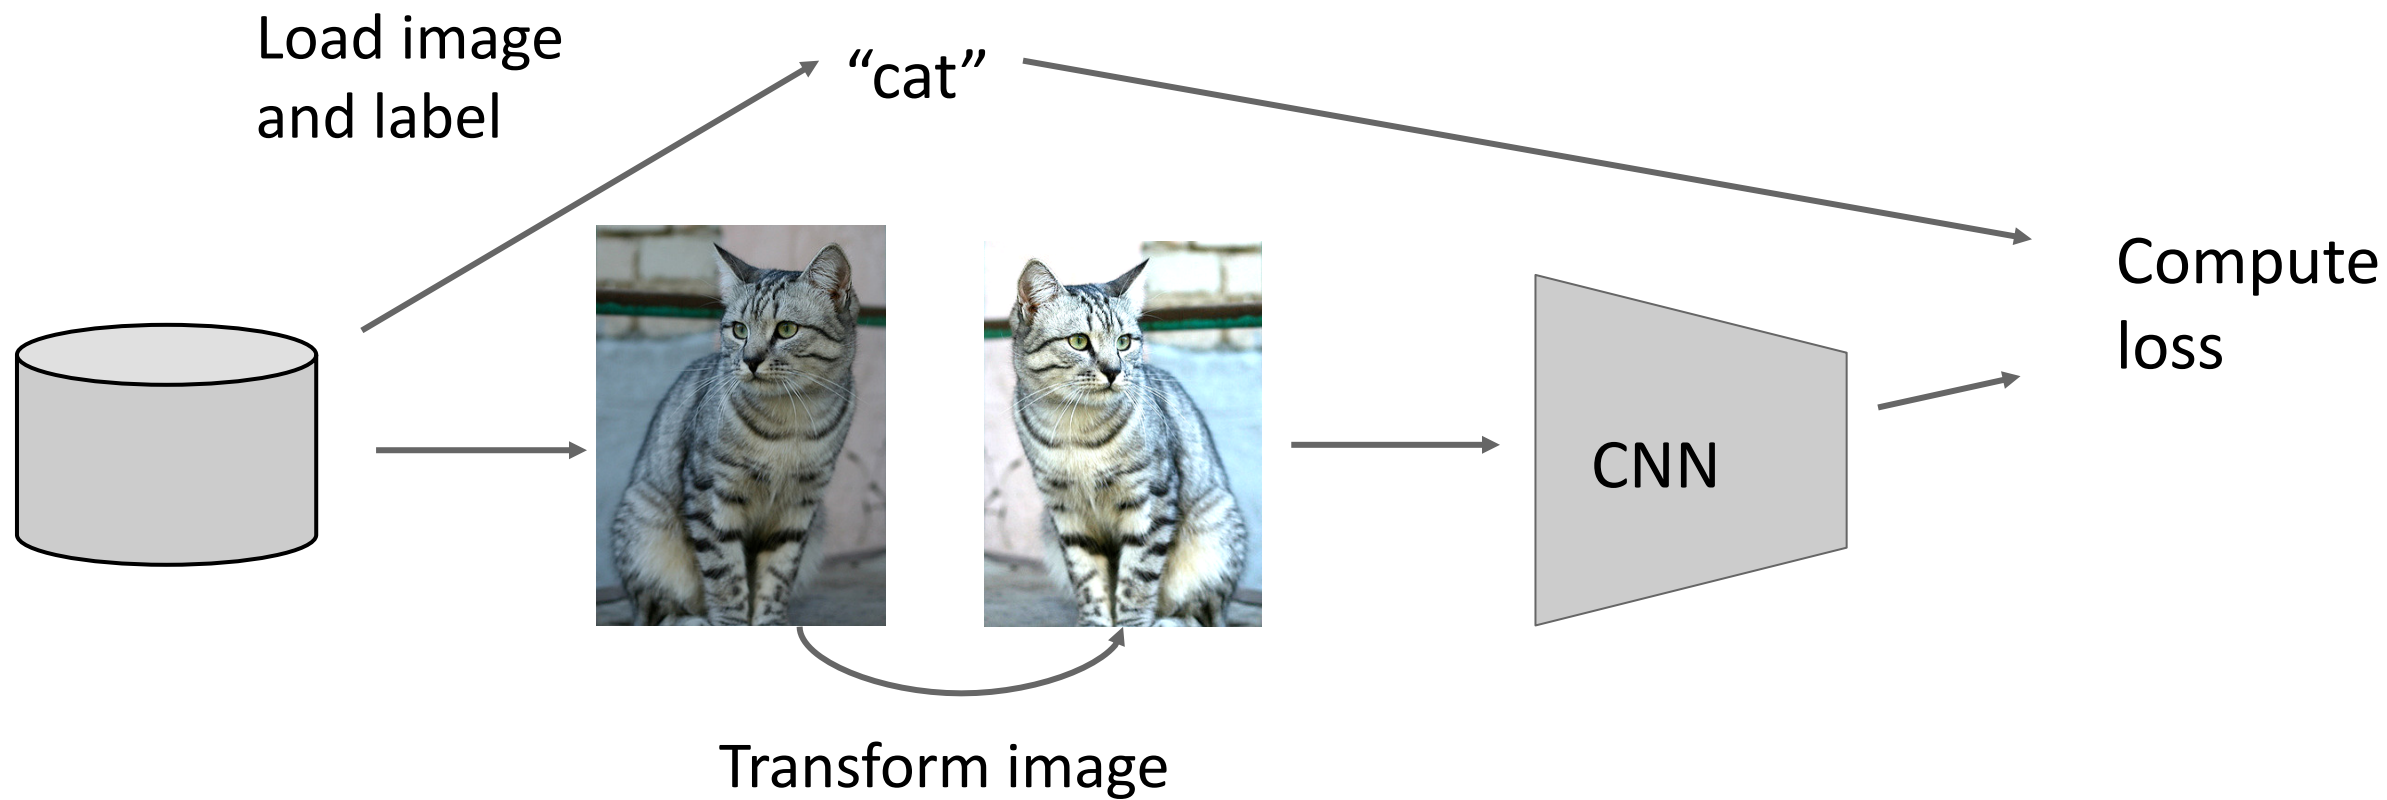 Load image
and label
“cat”
Compute
loss
CNN
Transform image